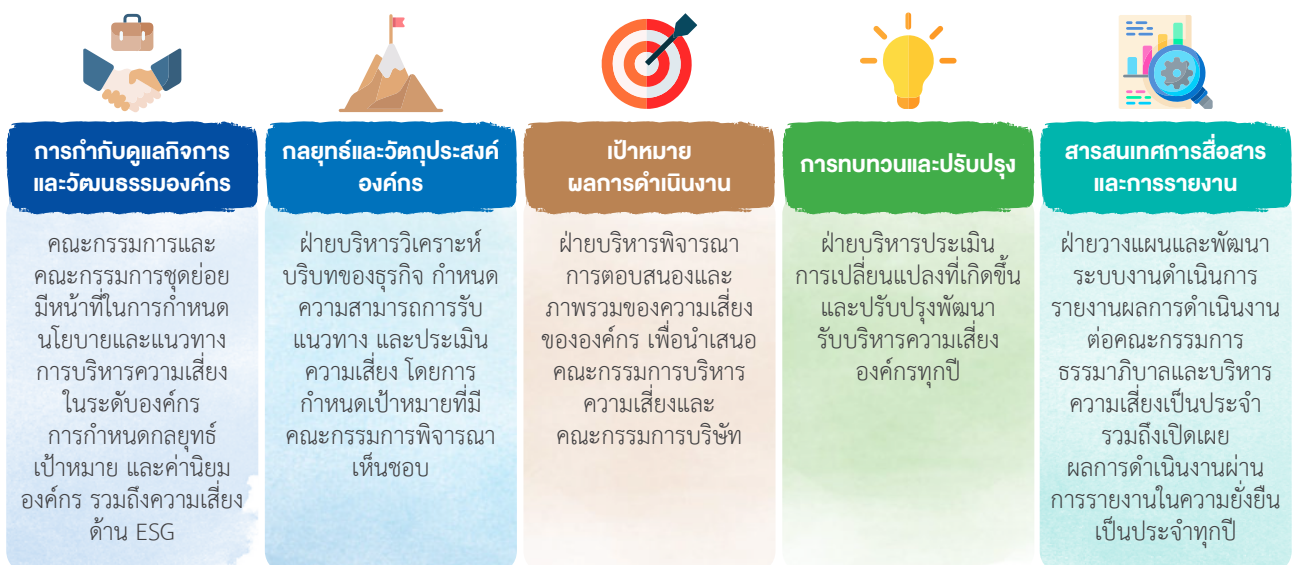 การกำกับดูแลกิจการ
และวัฒนธรรมองค์กร
คณะกรรมการและ
คณะกรรมการชุดย่อย
มีหน้าที่ในการกำหนด
นโยบายและแนวทาง
การบริหารความเสี่ยง
ในระดับองค์กร
การกำหนดกลยุทธ์
เป้าหมาย และค่านิยม
องค์กร รวมถึงความเสี่ยง
ด้าน ESG
กลยุทธ์และวัตถุประสงค์
องค์กร
ฝ่ายบริหารวิเคราะห์
บริบทของธุรกิจ กำหนด
ความสามารถการรับ
แนวทาง และประเมิน
ความเสี่ยง โดยการ
กำหนดเป้าหมายที่มี
คณะกรรมการพิจารณา
เห็นชอบ
เป้าหมาย
ผลการดำเนินงาน
ฝ่ายบริหารพิจารณา
การตอบสนองและ
ภาพรวมของความเสี่ยง
ขององค์กร เพื่อนำเสนอ
คณะกรรมการบริหาร
ความเสี่ยงและ
คณะกรรมการบริษัท
การทบทวนและปรับปรุง
ฝ่ายบริหารประเมิน
การเปลี่ยนแปลงที่เกิดขึ้น
และปรับปรุงพัฒนา
รับบริหารความเสี่ยง
องค์กรทุกปี
สารสนเทศการสื่อสาร
และการรายงาน
ฝ่ายวางแผนและพัฒนา
ระบบงานดำเนินการ
รายงานผลการดำเนินงาน
ต่อคณะกรรมการ
ธรรมาภิบาลและบริหาร
ความเสี่ยงเป็นประจำ
รวมถึงเปิดเผย
ผลการดำเนินงานผ่าน
การรายงานในความยั่งยืน
เป็นประจำทุกปี